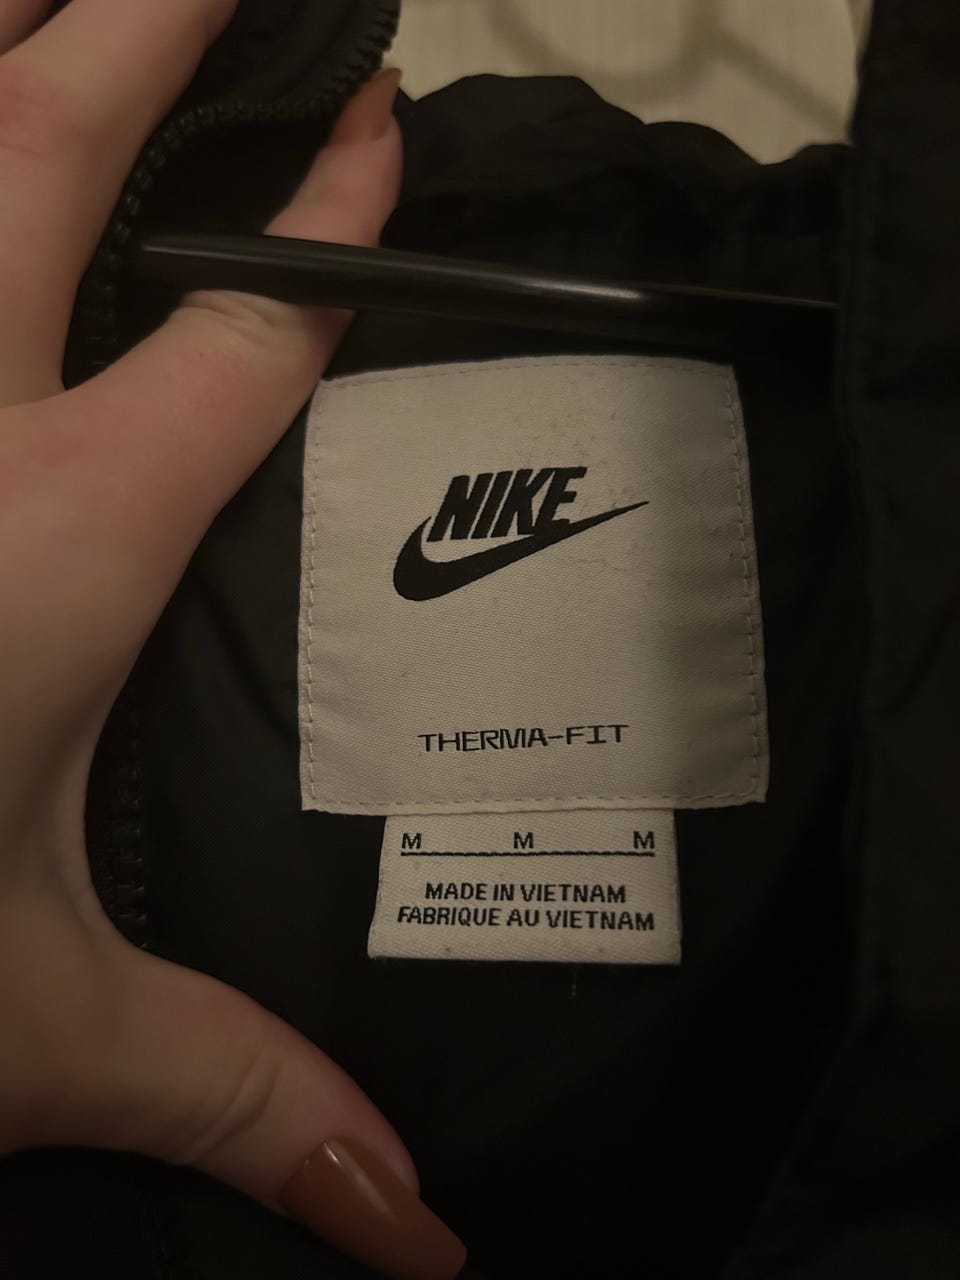 NIKE
THERMA-FIT
M M M
MADE IN VIETNAM
FABRIQUE AU VIETNAM